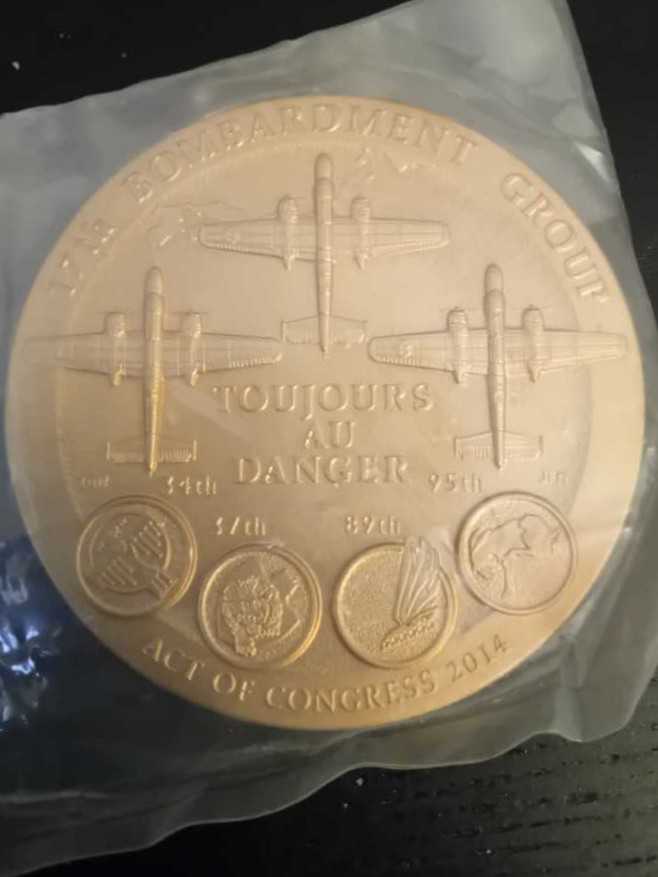 17TH BOMBARDMENT GROUP
TOUJOURS
AU
DANGER
34th
95th
37th
89th
ACT OF CONGRESS 2014